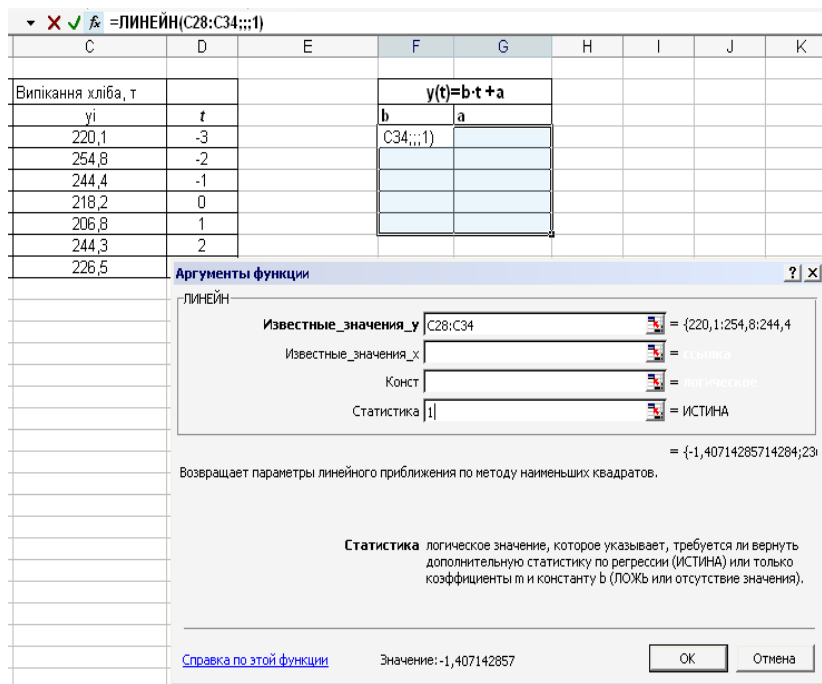 fx =ЛИНЕЙН(C28:C34;;;1)
C D E F G H I J K
Випікання хліба, т y(t)=b·t +a
yi t b a
220,1 -3 C34;;;1)
254,8 -2
244,4 -1
218,2 0
206,8 1
244,3 2
226,5
Аргументы функции
ЛИНЕЙН
Известные_значения_y C28:C34 = {220,1:254,8:244,4
Известные_значения_x = ссылка
Конст = логическое
Статистика 1 = ИСТИНА
= {-1,40714285714284;23
Возвращает параметры линейного приближения по методу наименьших квадратов.
Статистика логическое значение, которое указывает, требуется ли вернуть
дополнительную статистику по регрессии (ИСТИНА) или только
коэффициенты m и константу b (ЛОЖЬ или отсутствие значения).
Справка по этой функции Значение:-1,407142857 OK Отмена